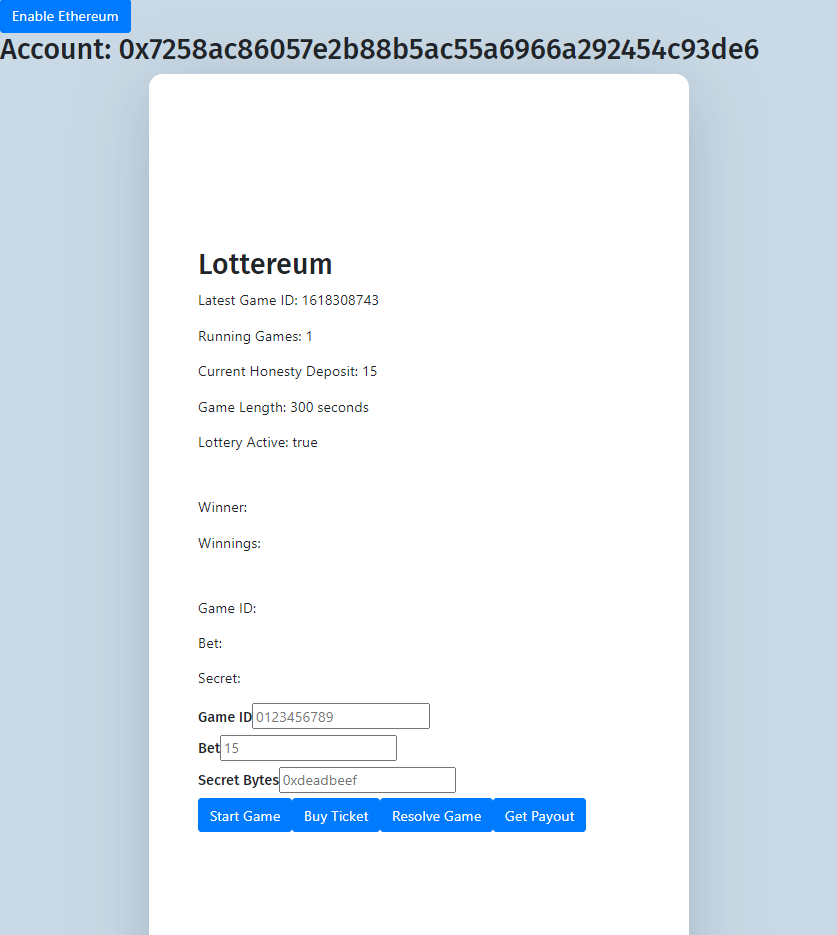 Enable Ethereum
Account: 0x7258ac86057e2b88b5ac55a6966a292454c93de6
Lottereum
Latest Game ID: 1618308743
Running Games: 1
Current Honesty Deposit: 15
Game Length: 300 seconds
Lottery Active: true
Winner:
Winnings:
Game ID:
Bet:
Secret:
Game ID 0123456789
Bet 15
Secret Bytes 0xdeadbeef
Start Game Buy Ticket Resolve Game Get Payout